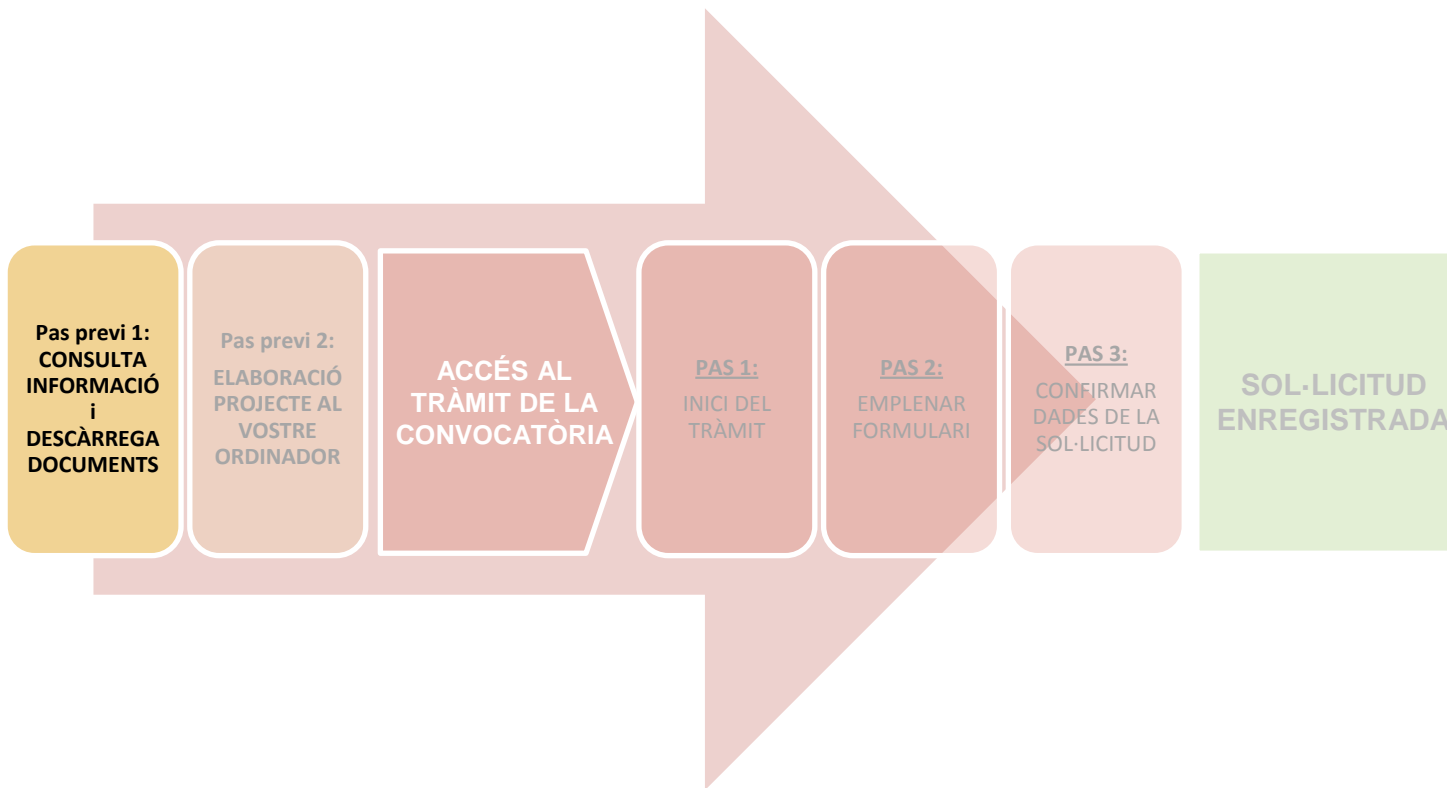 Pas previ 1:
CONSULTA
INFORMACIÓ
i
DESCÀRREGA
DOCUMENTS
Pas previ 2:
ELABORACIÓ
PROJECTE AL
VOSTRE
ORDINADOR
ACCÉS AL
TRÀMIT DE LA
CONVOCATÒRIA
PAS 1:
INICI DEL
TRÀMIT
PAS 2:
EMPLENAR
FORMULARI
PAS 3:
CONFIRMAR
DADES DE LA
SOL·LICITUD
SOL·LICITUD
ENREGISTRADA